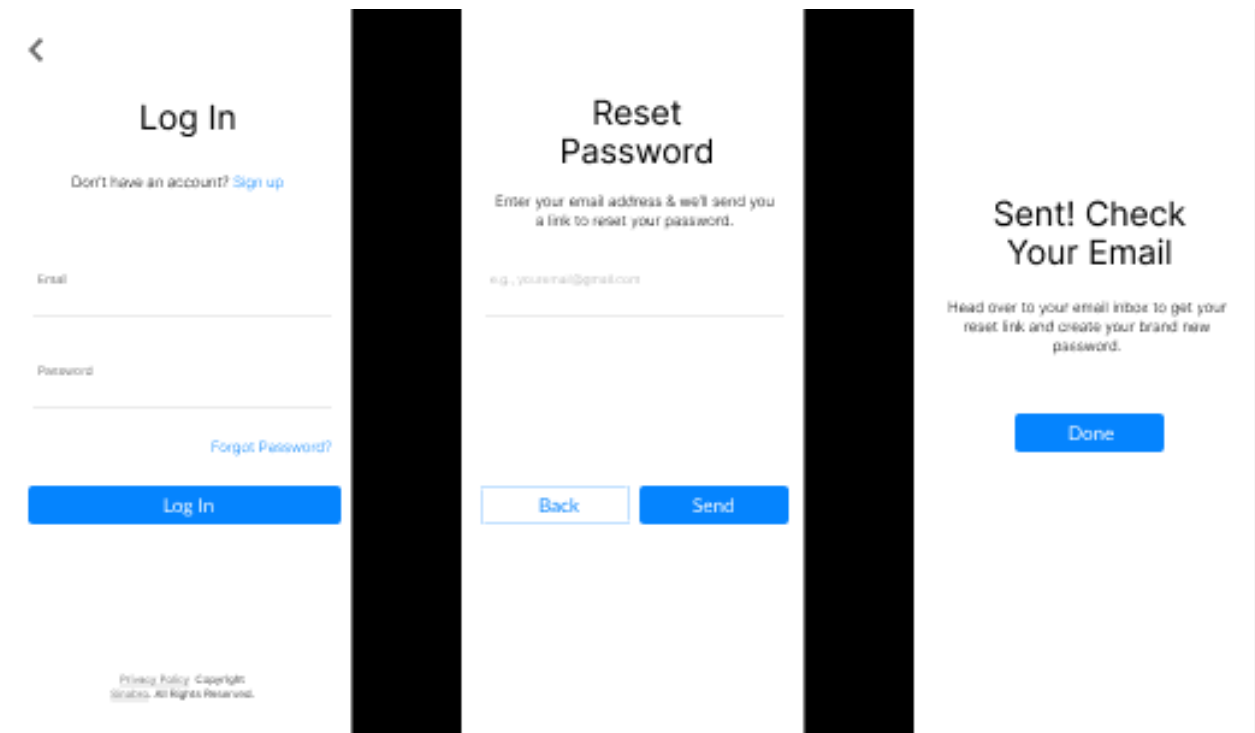 Log In
Don't have an account? Sign up
Email
Password
Forgot Password?
Log In
Privacy Policy Copyright
Sinabro. All Rights Reserved.
Reset
Password
Enter your email address & we'll send you
a link to reset your password.
e.g., youremail@gmail.com
Back
Send
Sent! Check
Your Email
Head over to your email inbox to get your
reset link and create your brand new
password.
Done